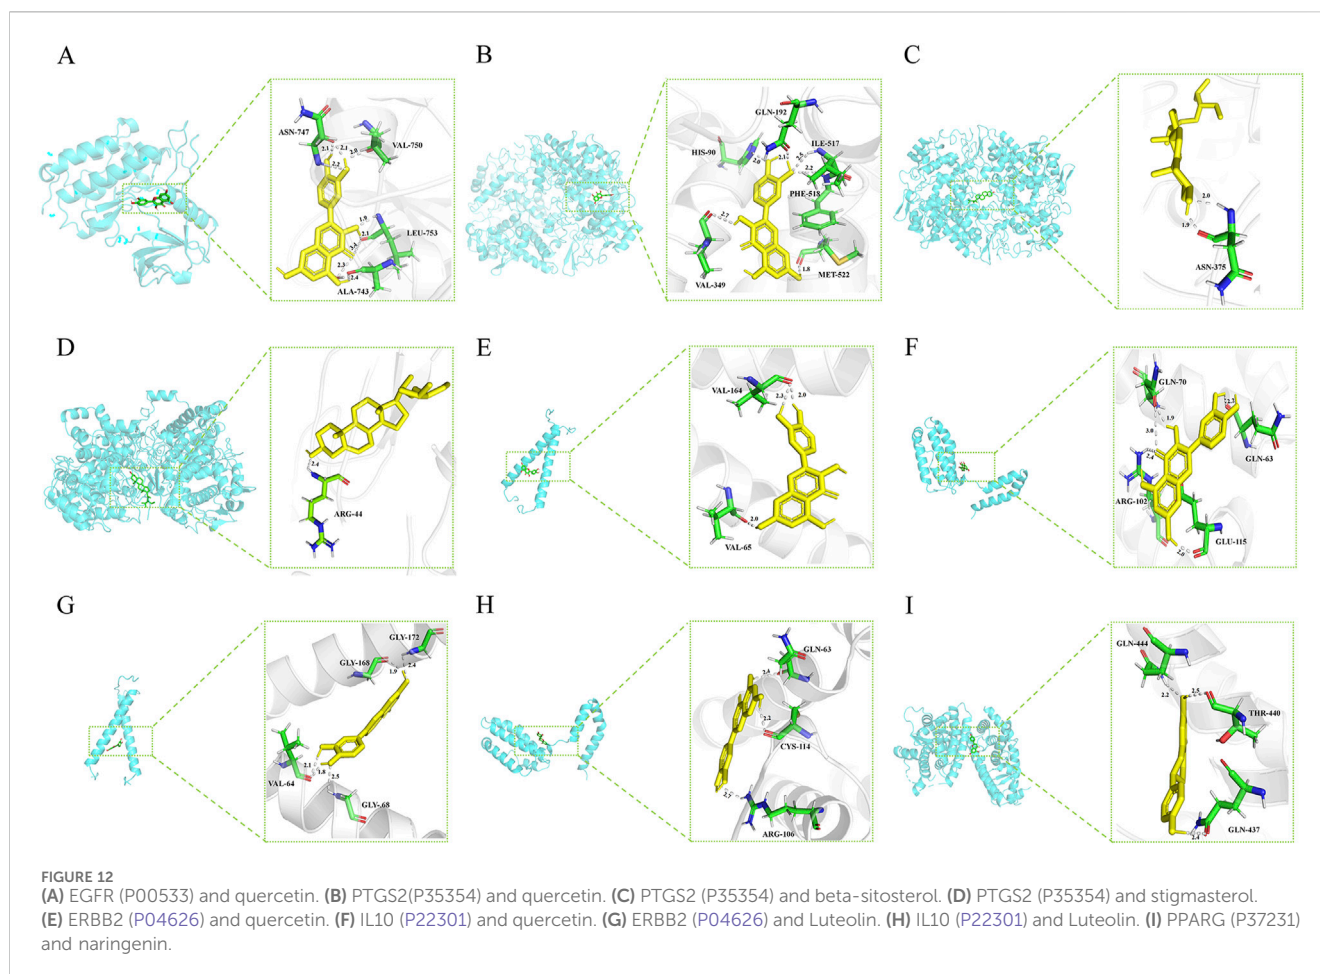 A
ASN-747
2.1
2.1
2.8
VAL-750
2.2
1.9
2.1
LEU-753
2.3
2.4
ALA-743
B
GLN-192
HIS-90
2.0
2.1
2.5
ILE-517
2.2
PHE-518
2.7
MET-522
1.8
VAL-349
C
2.0
1.9
ASN-375
D
2.4
ARG-44
E
VAL-164
2.3
2.0
VAL-65
2.0
F
GLN-70
1.9
2.3
3.0
2.4
GLN-63
ARG-102
GLU-115
2.0
G
GLY-172
GLY-168
1.9
2.4
2.1
1.8
VAL-64
2.5
GLY-68
H
GLN-63
2.2
CYS-114
2.7
ARG-106
I
GLN-444
2.2
2.5
THR-440
GLN-437
2.4
FIGURE 12
(A) EGFR (P00533) and quercetin. (B) PTGS2(P35354) and quercetin. (C) PTGS2 (P35354) and beta-sitosterol. (D) PTGS2 (P35354) and stigmasterol.
(E) ERBB2 (P04626) and quercetin. (F) IL10 (P22301) and quercetin. (G) ERBB2 (P04626) and Luteolin. (H) IL10 (P22301) and Luteolin. (I) PPARG (P37231)
and naringenin.